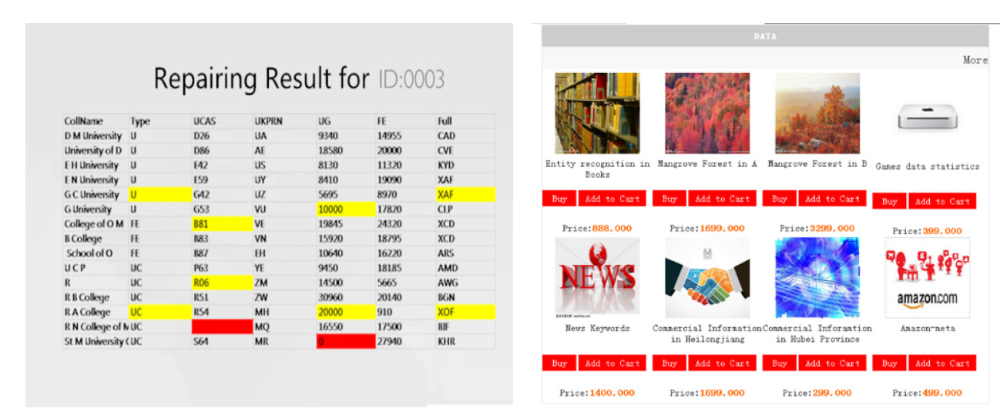 Repairing Result for ID:0003
CollName Type UCAS UKPRN UG FE Full
D M University U D26 UA 9340 14955 CAD
University of D U D86 AE 18580 20000 CVE
E H University U E42 US 8130 11320 KYD
E N University U E59 UY 8410 19090 XAF
G C University U G42 UZ 5695 8970 XAF
G University U G53 VU 10000 17820 CLP
College of O M FE B81 VE 19845 24320 XCD
B College FE B83 VN 15920 18795 XCD
School of O FE B87 EH 10640 16220 ARS
U C P UC P63 YE 9450 18185 AMD
R UC R06 ZM 14500 5665 AWG
R B College UC R51 ZW 30960 20140 BGN
R A College UC R54 MH 20000 910 XOF
R N College of UC MQ 16550 17500 BIF
St M University ( UC S64 MR 0 27940 KHR
DATA
More
Entity recognition in Mangrove Forest in A Mangrove Forest in B Games data statistics
Books
Buy Add to Cart Buy Add to Cart Buy Add to Cart Buy Add to Cart
Price:888.000 Price:1699.000 Price:3299.000 Price:399.000
NEWS amazon.com
News Keywords Commercial Information Commercial Inforamtion Amazon-meta
in Heilongjiang in Hubei Province
Buy Add to Cart Buy Add to Cart Buy Add to Cart Buy Add to Cart
Price:1400.000 Price:1699.000 Price:299.000 Price:499.000